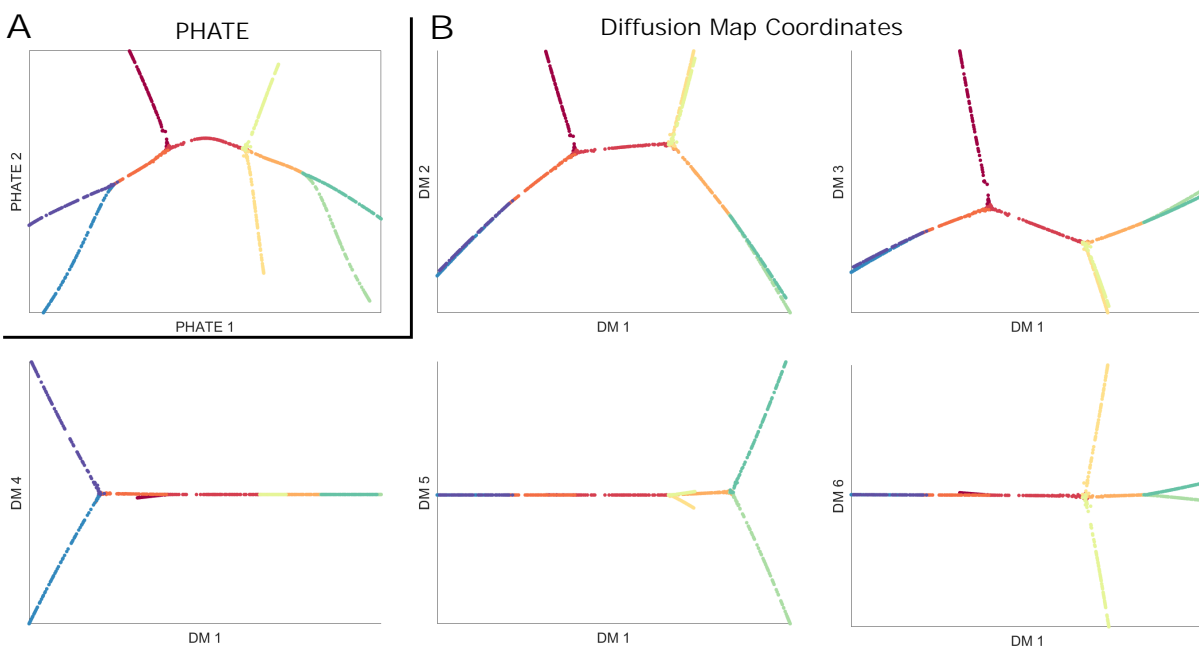 A
PHATE
PHATE 2
PHATE 1
B
Diffusion Map Coordinates
DM 2
DM 1
DM 3
DM 1
DM 4
DM 1
DM 5
DM 1
DM 6
DM 1